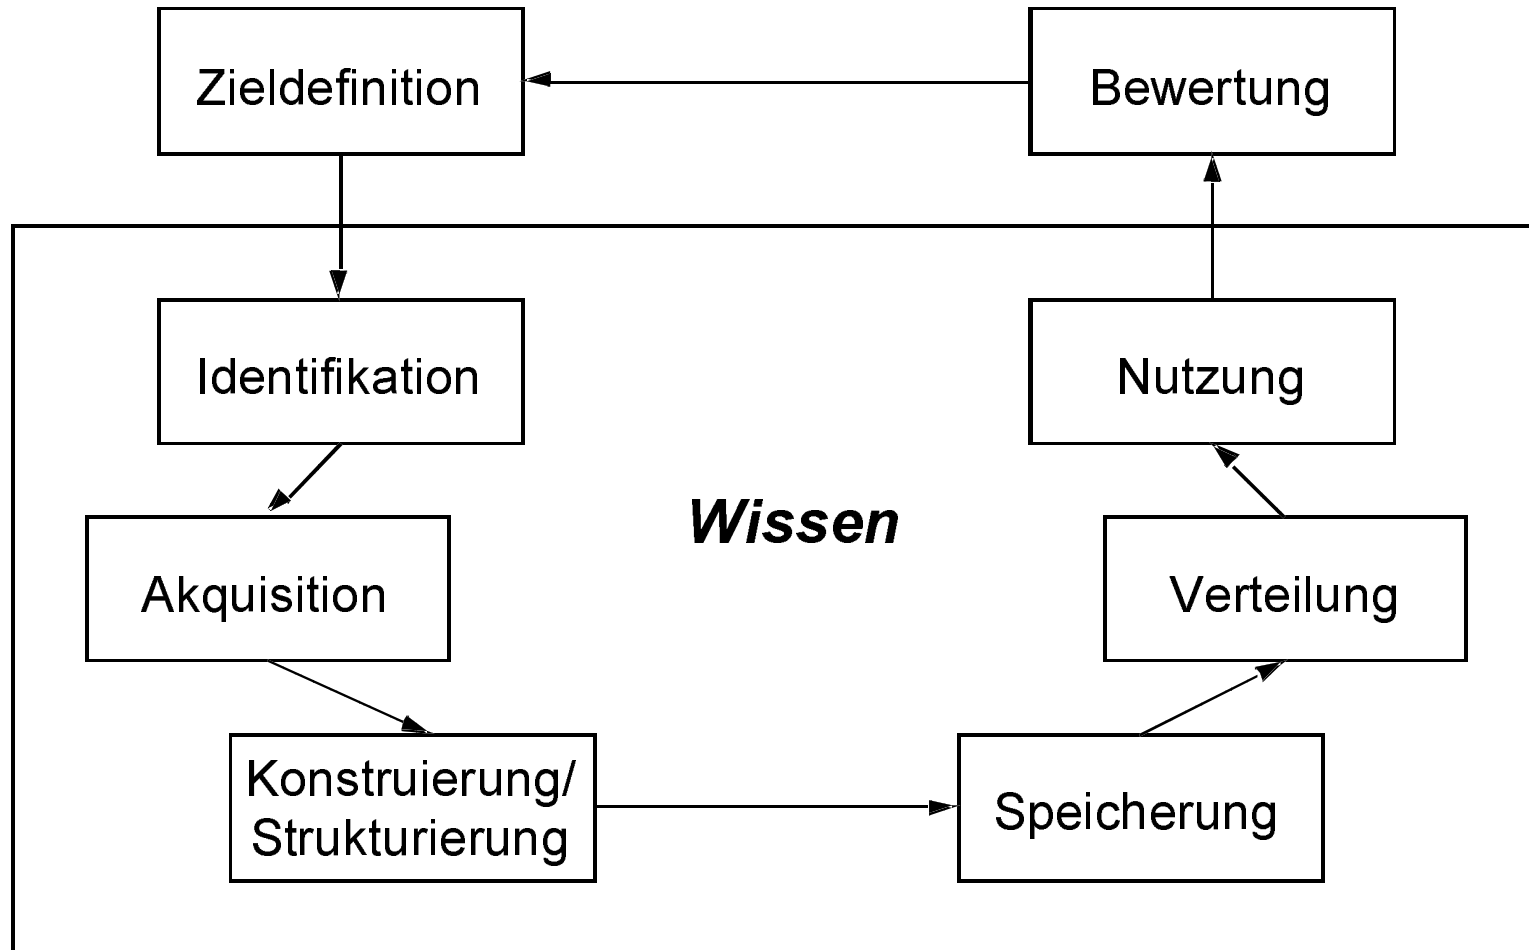 Zieldefinition
Bewertung
Identifikation
Nutzung
Wissen
Akquisition
Verteilung
Konstruierung/
Strukturierung
Speicherung